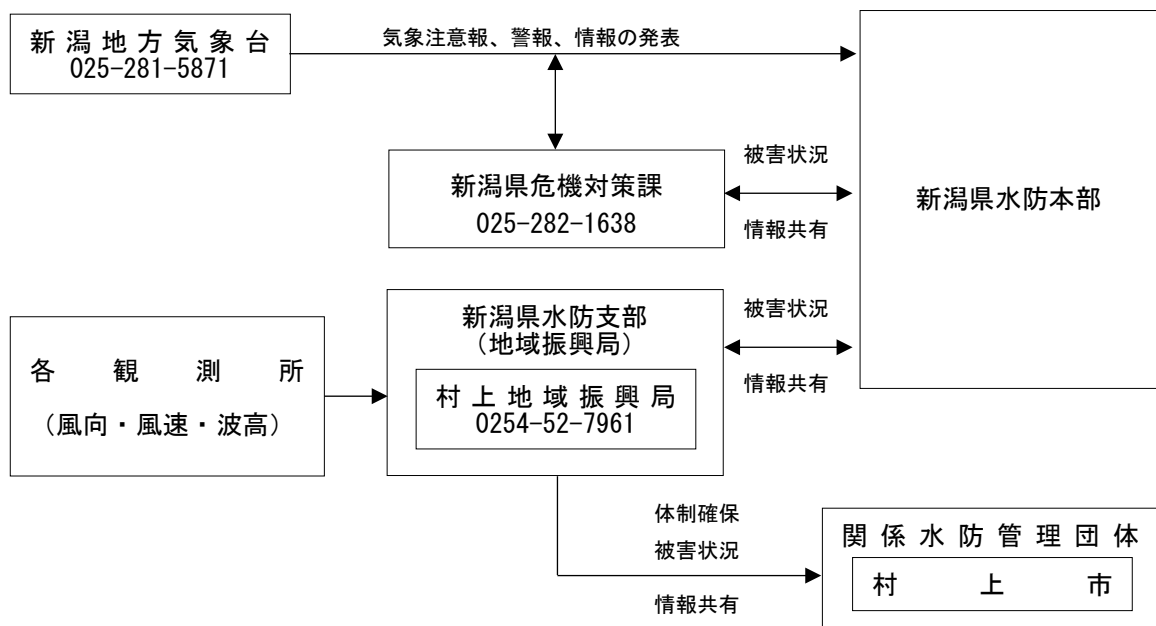 新潟地方気象台
025-281-5871
気象注意報、警報、情報の発表
新潟県危機対策課
025-282-1638
被害状況
情報共有
新潟県水防本部
各観測所
(風向・風速・波高)
新潟県水防支部
(地域振興局)
村上地域振興局
0254-52-7961
被害状況
情報共有
体制確保
被害状況
情報共有
関係水防管理団体
村上市